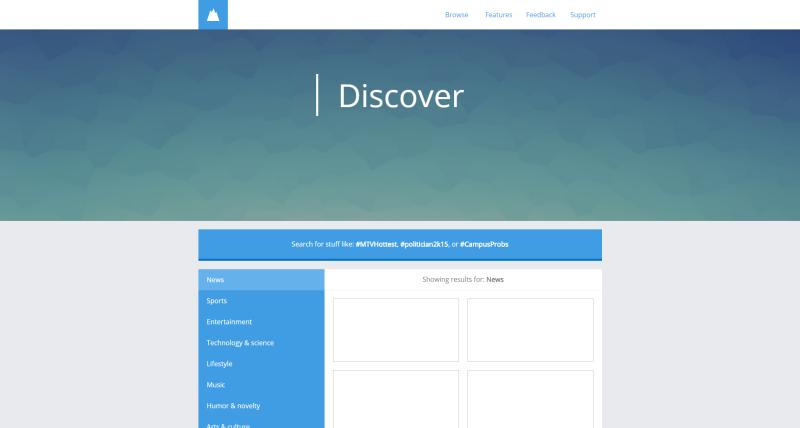 Browse Features Feedback Support
Discover
Search for stuff like: #MTVHottest, #politician2k15, or #CampusProbs
News
Showing results for: News
Sports
Entertainment
Technology & science
Lifestyle
Music
Humor & novelty
Arts & culture